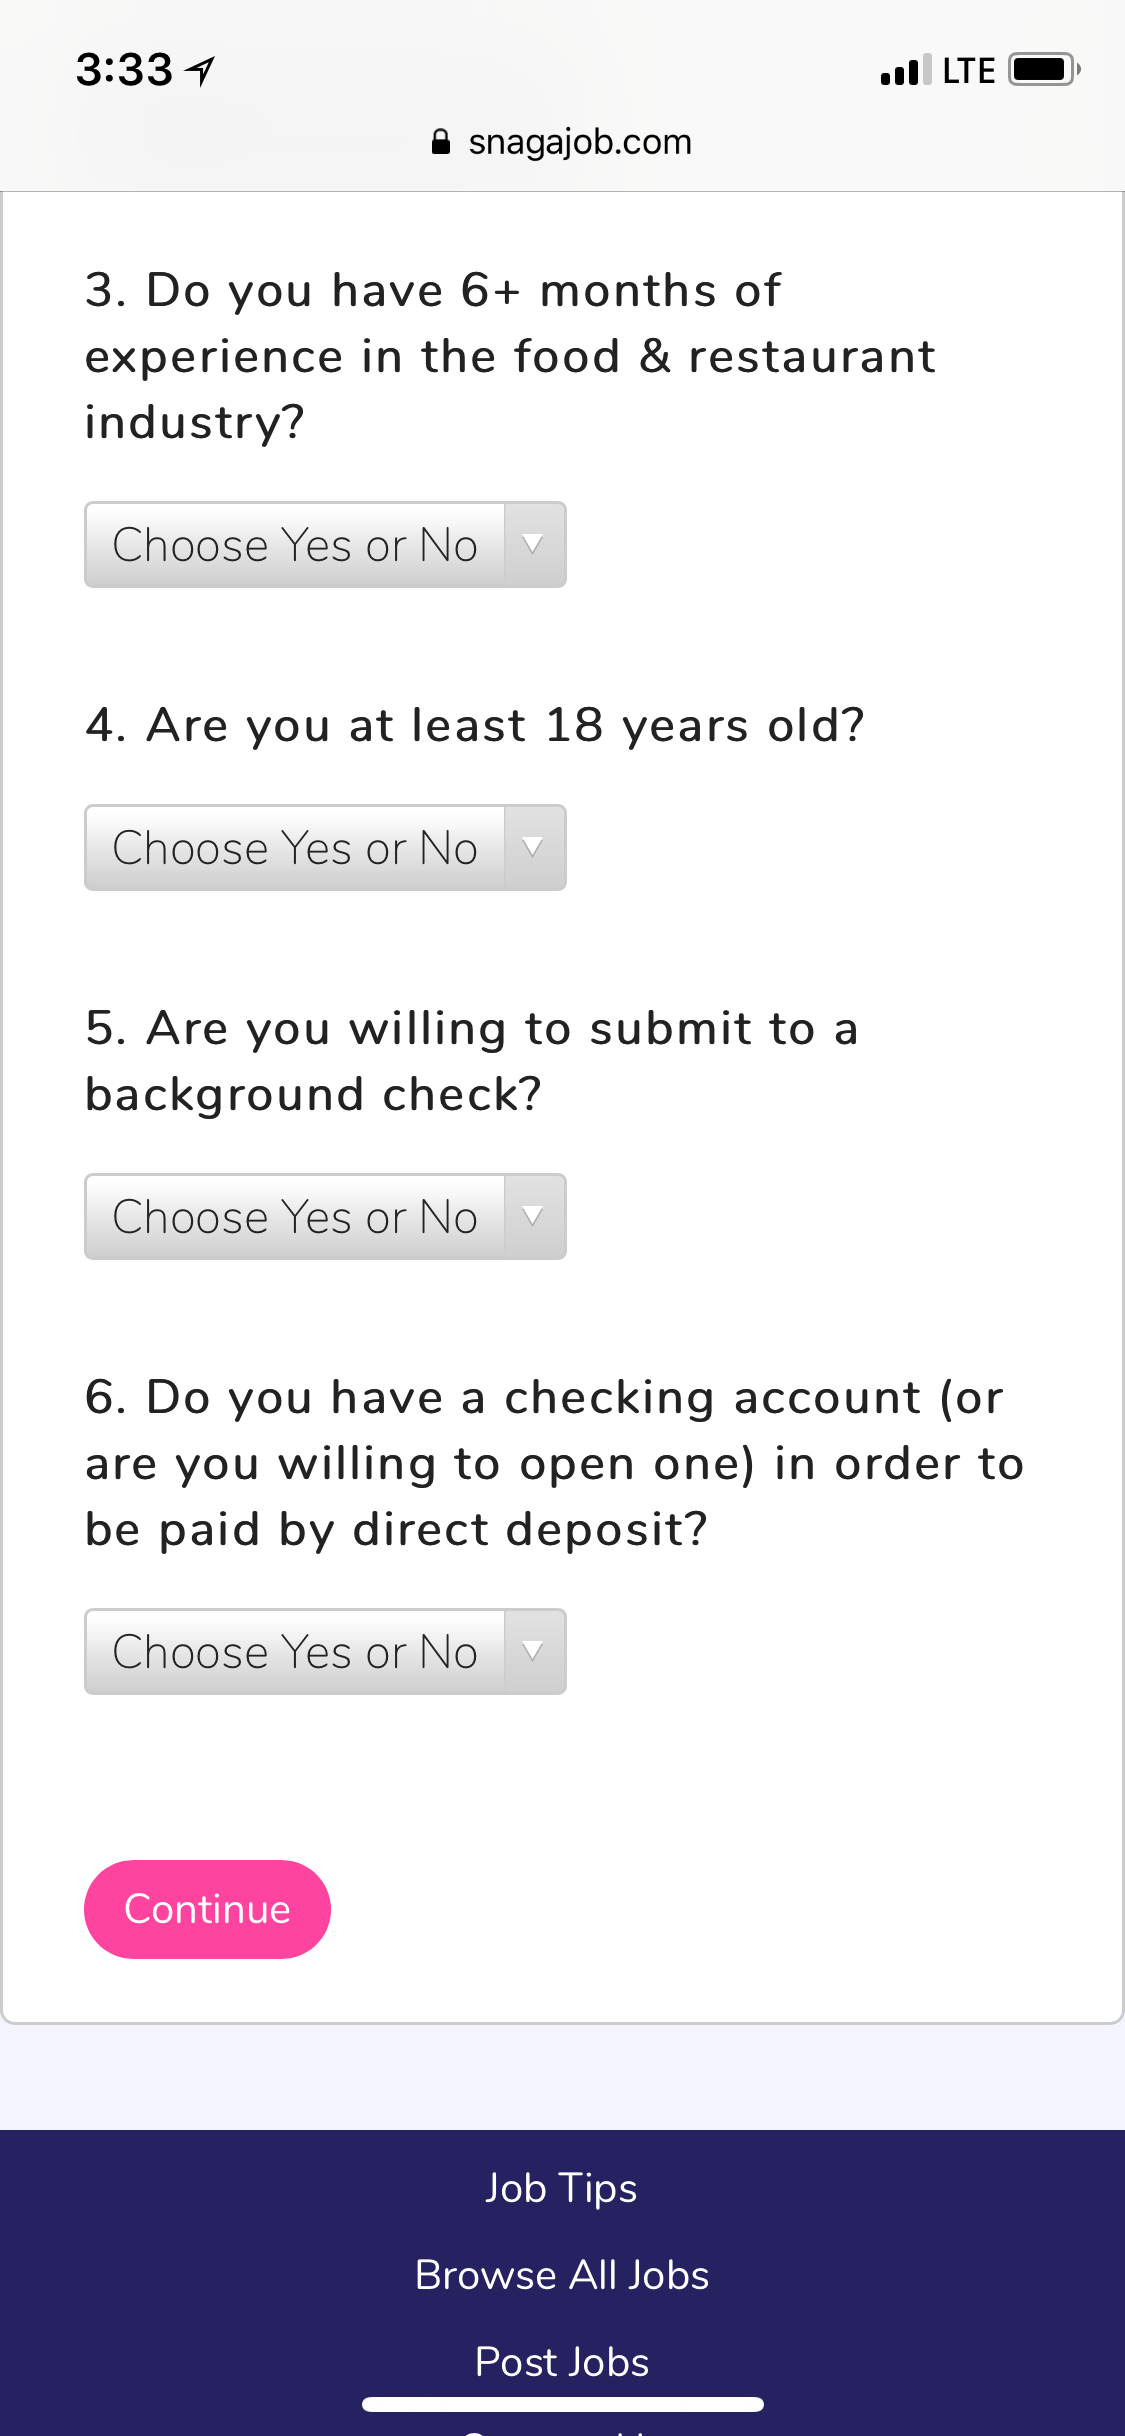 3:33
LTE
snagajob.com
3. Do you have 6+ months of
experience in the food & restaurant
industry?
Choose Yes or No
4. Are you at least 18 years old?
Choose Yes or No
5. Are you willing to submit to a
background check?
Choose Yes or No
6. Do you have a checking account (or
are you willing to open one) in order to
be paid by direct deposit?
Choose Yes or No
Continue
Job Tips
Browse All Jobs
Post Jobs